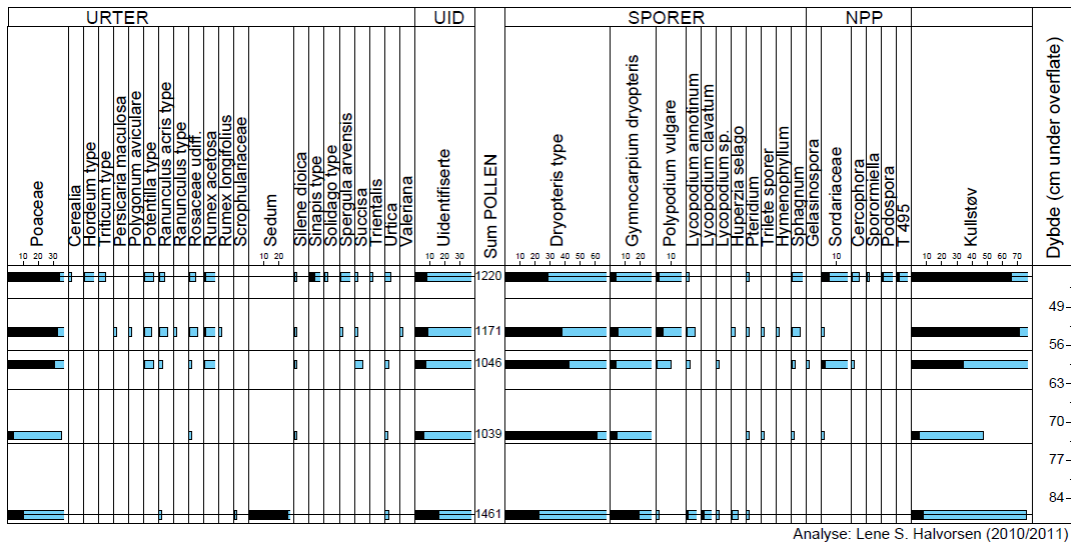 URTER UID SPORER NPP
Poaceae
Cerealia
Hordeum type
Triticum type
Persicaria maculosa
Polygonum aviculare
Potentilla type
Ranunculus acris type
Ranunculus type
Rosaceae udiff.
Rumex acetosa
Rumex longifolius
Scrophulariaceae
Sedum
Silene dioica
Sinapis type
Solidago type
Spergula arvensis
Succisa
Trientalis
Urtica
Valeriana
Uidentifiserte
Sum POLLEN
Dryopteris type
Gymnocarpium dryopteris
Polypodium vulgare
Lycopodium annotinum
Lycopodium clavatum
Lycopodium sp.
Huperzia selago
Pteridium
Trilete sporer
Hymenophyllum
Sphagnum
Gelasinospora
Sordariaceae
Cercophora
Sporormiella
Podospora
T 495
Kullstøv
Dybde (cm under overflate)
10 20 30 10 20 10 20 30 10 20 30 40 50 60 10 20 10 10 10 20 30 40 50 60 70
1220
49
1171
56
1046
63
70
1039
77
84
1461
Analyse: Lene S. Halvorsen (2010/2011)